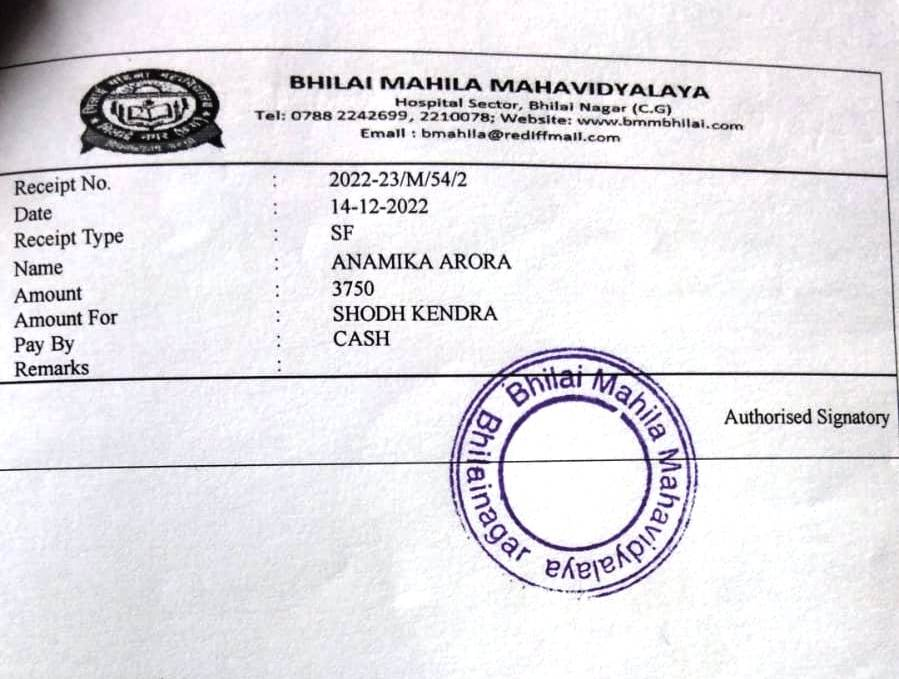 BHILAI MAHILA MAHAVIDYALAYA
Hospital Sector, Bhilai Nagar (C.G)
Tel: 0788 2242699, 2210078; Website: www.bmmbhilai.com
Email : bmahila@rediffmail.com
Receipt No. : 2022-23/M/54/2
Date : 14-12-2022
Receipt Type : SF
Name : ANAMIKA ARORA
Amount : 3750
Amount For : SHODH KENDRA
Pay By : CASH
Remarks :
Authorised Signatory
Bhilai Mahila Mahavidyalaya
Bhilainagar